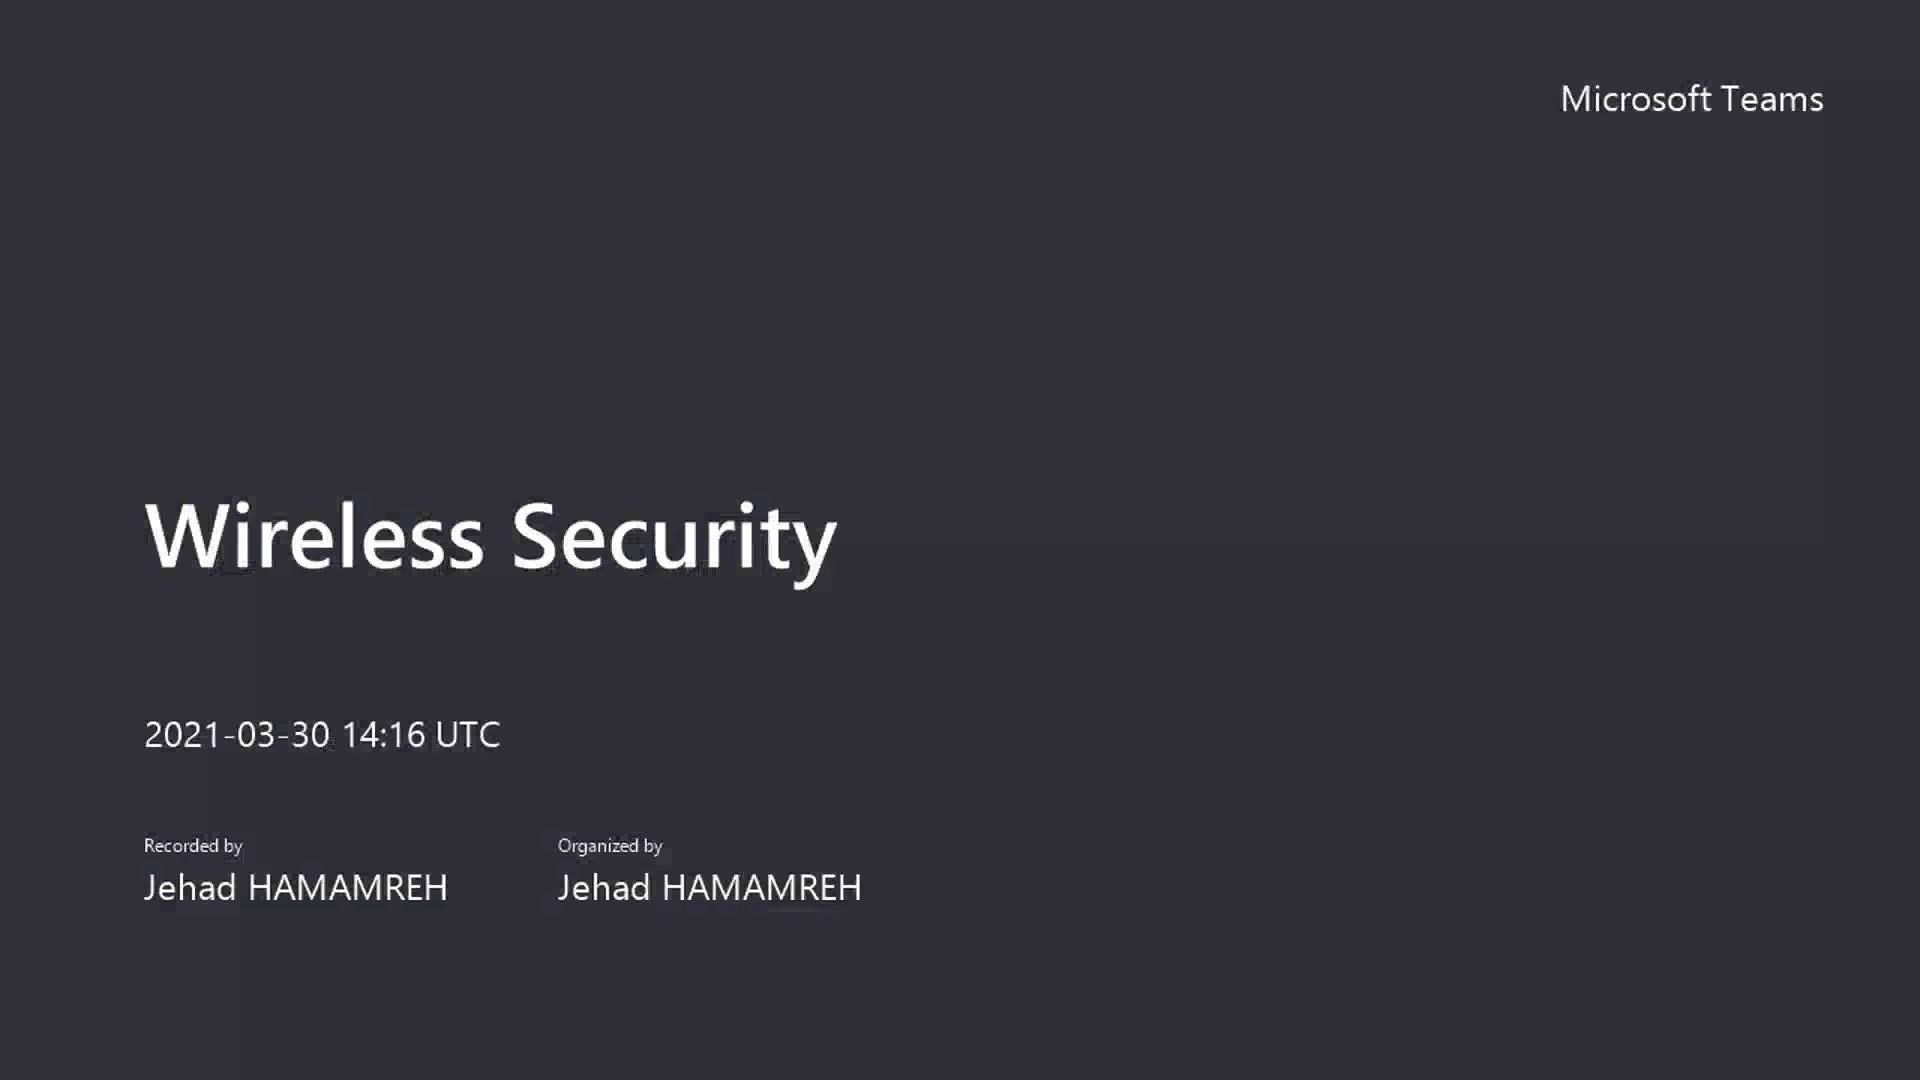 Microsoft Teams
Wireless Security
2021-03-30 14:16 UTC
Recorded by
Jehad HAMAMREH
Organized by
Jehad HAMAMREH